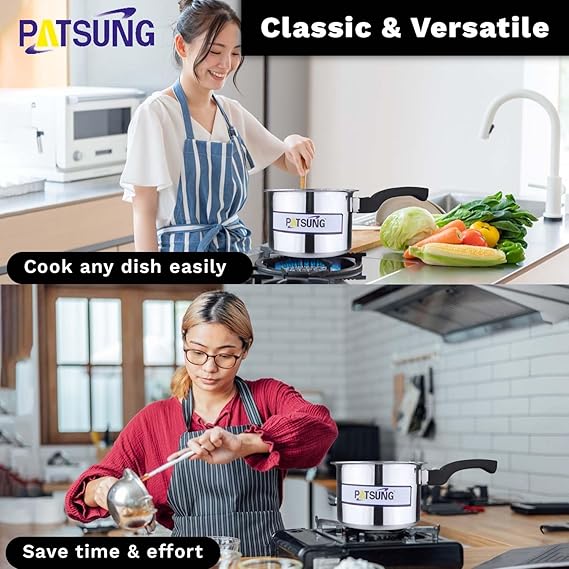 PATSUNG
Classic & Versatile
PATSUNG
Cook any dish easily
PATSUNG
Save time & effort